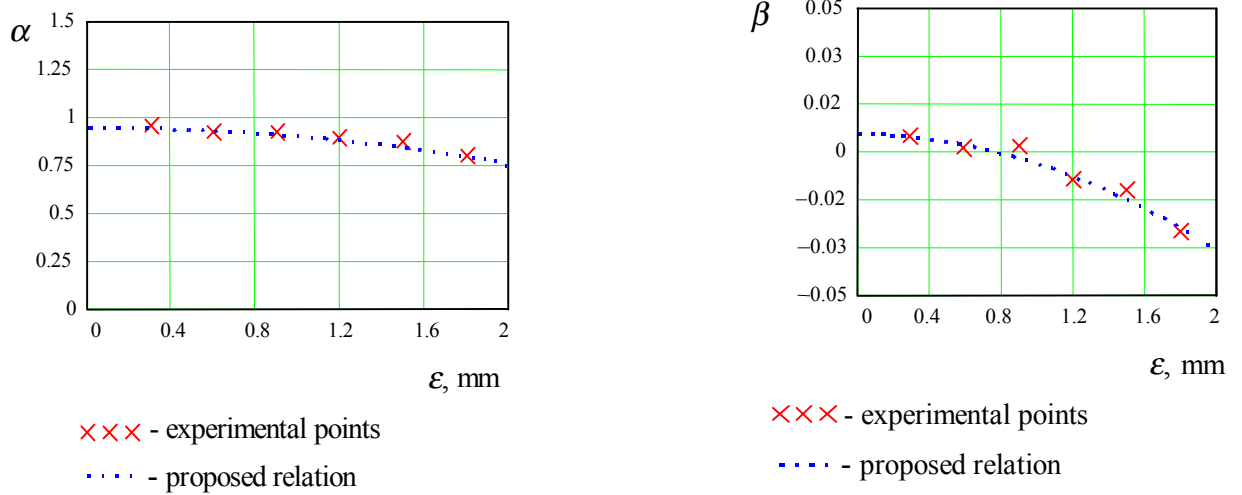 α
1.5
1.25
1
0.75
0.5
0.25
0
0 0.4 0.8 1.2 1.6 2
ε, mm
××× - experimental points
- proposed relation
β
0.05
0.03
0.02
0
−0.02
−0.03
−0.05
0 0.4 0.8 1.2 1.6 2
ε, mm
××× - experimental points
- proposed relation